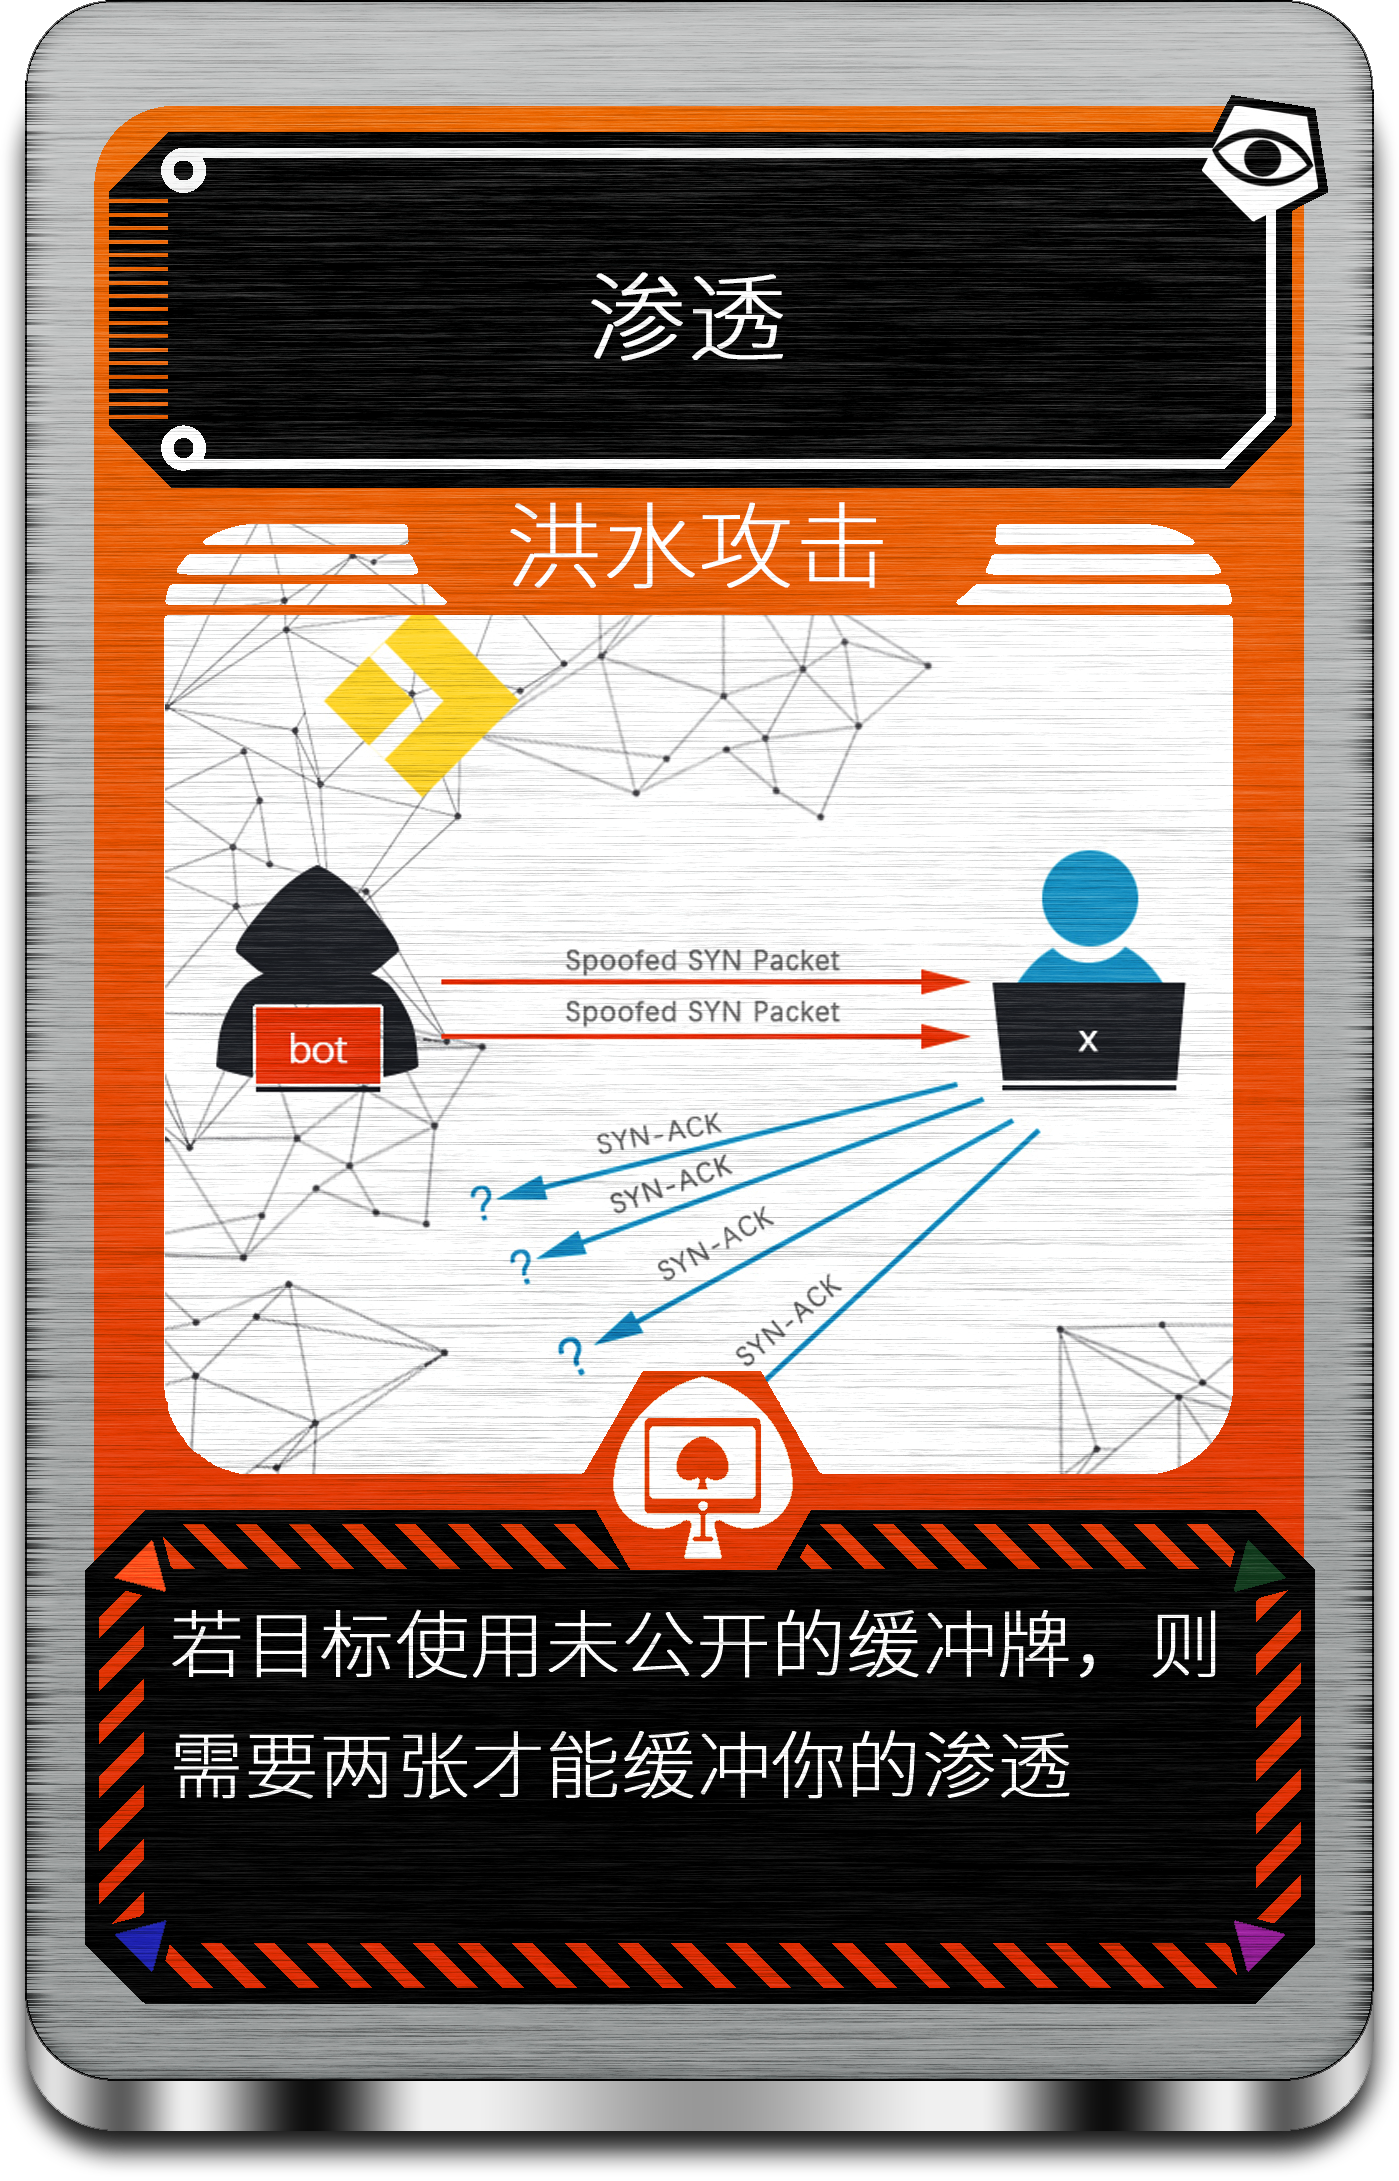 渗透
洪水攻击
Spoofed SYN Packet
Spoofed SYN Packet
bot
x
SYN-ACK
SYN-ACK
?
SYN-ACK
?
SYN-ACK
?
若目标使用未公开的缓冲牌，则
需要两张才能缓冲你的渗透